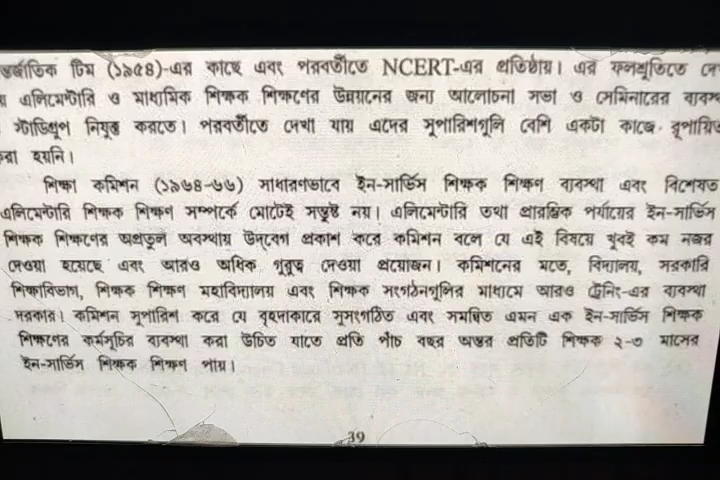 ন্তর্জাতিক টিম (১৯৫৪)-এর কাছে এবং পরবর্তীতে NCERT-এর প্রতিষ্ঠায়। এর ফলশ্রুতিতে
এলিমেন্টারি ও মাধ্যমিক শিক্ষক শিক্ষণের উন্নয়নের জন্য আলোচনা সভা ও সেমিনারের ব্যবস্
স্টাডিগ্রুপ নিযুক্ত করতে। পরবর্তীতে দেখা যায় এদের সুপারিশগুলি বেশি একটা কাজে রূপায়িত
করা হয়নি।
শিক্ষা কমিশন (১৯৬৪-৬৬) সাধারণভাবে ইন-সার্ভিস শিক্ষক শিক্ষণ ব্যবস্থা এবং বিশেষত
এলিমেন্টারি শিক্ষক শিক্ষণ সম্পর্কে মোটেই সন্তুষ্ট নয়। এলিমেন্টারি তথা প্রারম্ভিক পর্যায়ের ইন-সার্ভিস
শিক্ষক শিক্ষণের অপ্রতুল অবস্থায় উদ্‌বেগ প্রকাশ করে কমিশন বলে যে এই বিষয়ে খুবই কম নজর
দেওয়া হয়েছে এবং আরও অধিক গুরুত্ব দেওয়া প্রয়োজন। কমিশনের মতে, বিদ্যালয়, সরকারি
শিক্ষাবিভাগ, শিক্ষক শিক্ষণ মহাবিদ্যালয় এবং শিক্ষক সংগঠনগুলির মাধ্যমে আরও ট্রেনিং-এর ব্যবস্থা
দরকার। কমিশন সুপারিশ করে যে বৃহদাকারে সুসংগঠিত এবং সমন্বিত এমন এক ইন-সার্ভিস শিক্ষক
শিক্ষণের কর্মসূচির ব্যবস্থা করা উচিত যাতে প্রতি পাঁচ বছর অন্তর প্রতিটি শিক্ষক ২-৩ মাসের
ইন-সার্ভিস শিক্ষক শিক্ষণ পায়।
39